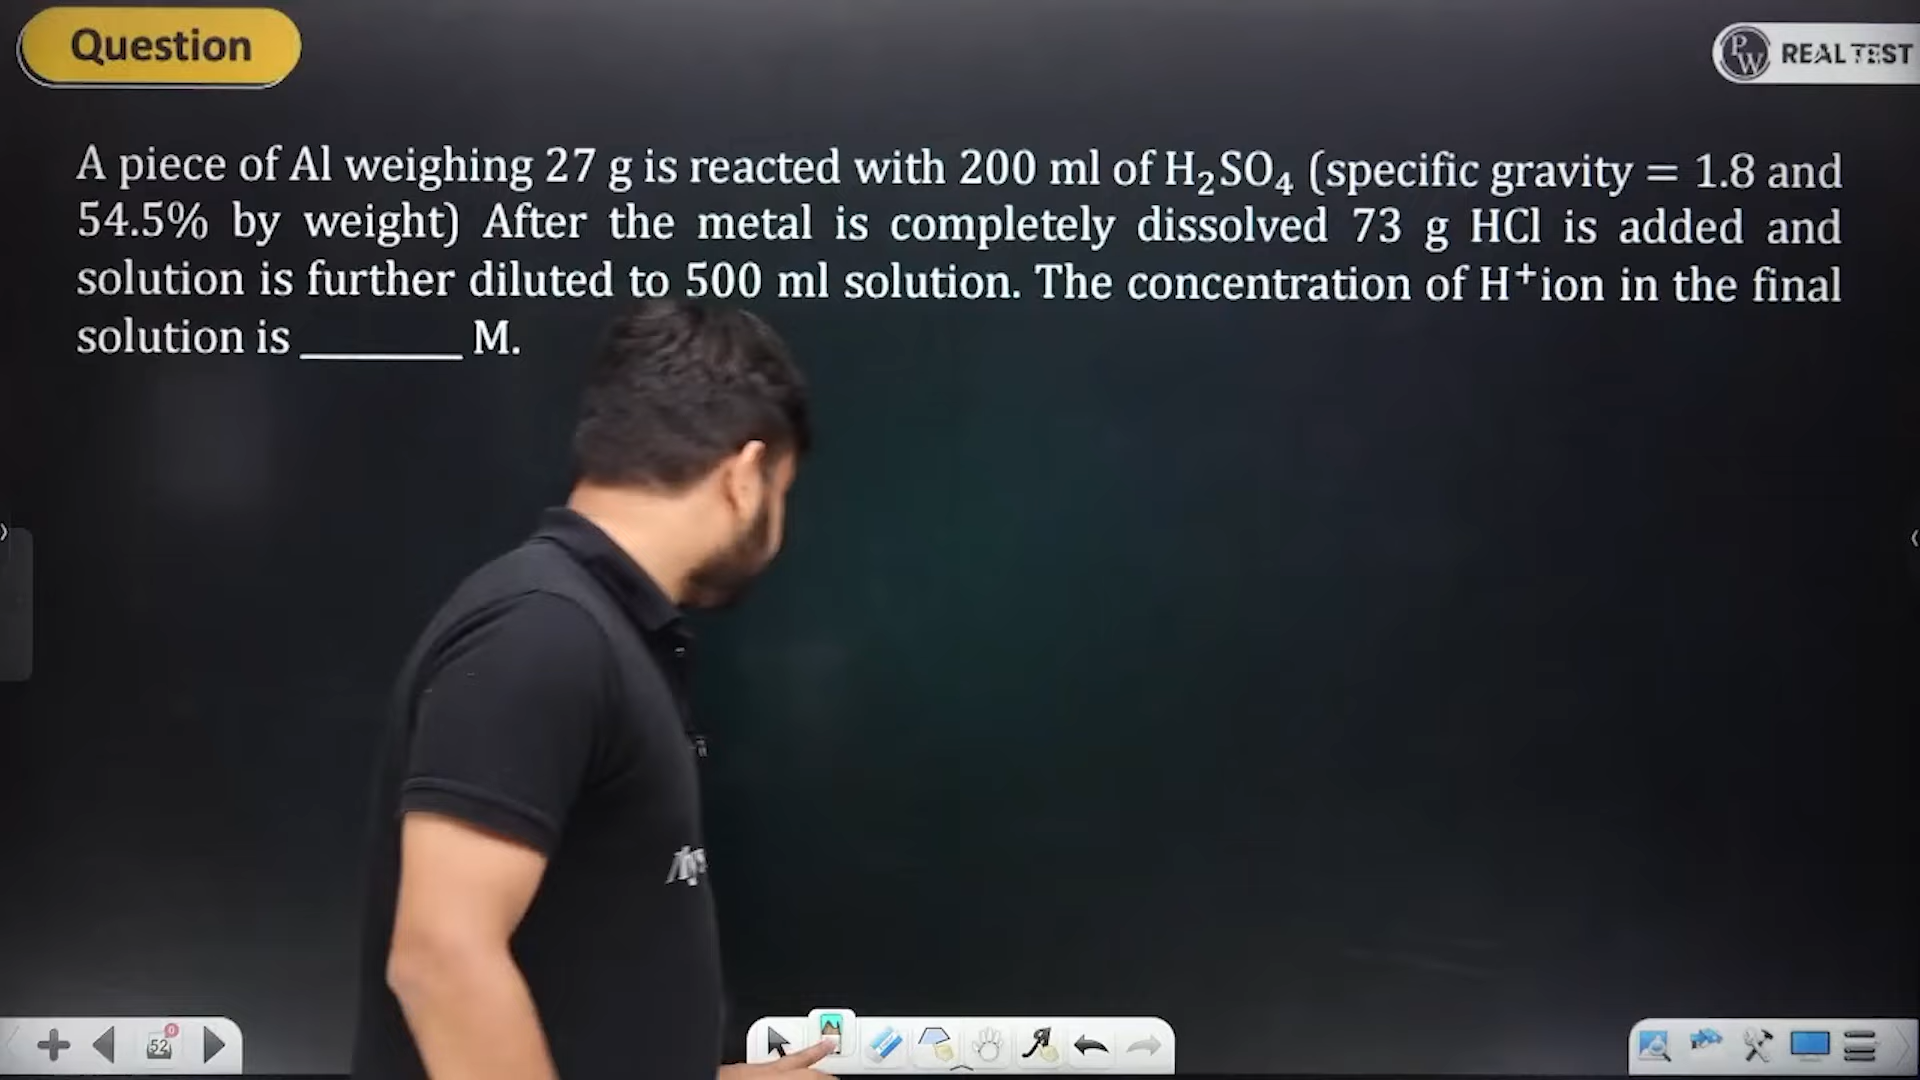 Question
PW REAL TEST
A piece of Al weighing 27 g is reacted with 200 ml of H₂SO₄ (specific gravity = 1.8 and
54.5% by weight) After the metal is completely dissolved 73 g HCl is added and
solution is further diluted to 500 ml solution. The concentration of H⁺ion in the final
solution is ________ M.
52
0